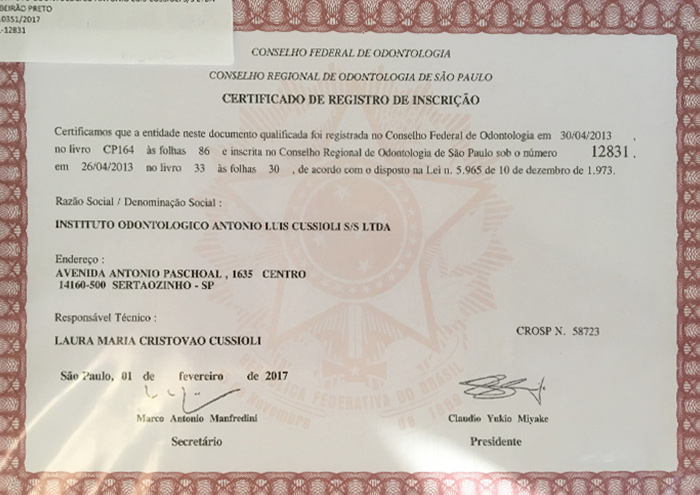 BEIRÃO PRETO
0351/2017
-12831
CONSELHO FEDERAL DE ODONTOLOGIA
CONSELHO REGIONAL DE ODONTOLOGIA DE SÃO PAULO
CERTIFICADO DE REGISTRO DE INSCRIÇÃO
Certificamos que a entidade neste documento qualificada foi registrada no Conselho Federal de Odontologia em 30/04/2013 ,
no livro CP164 às folhas 86 e inscrita no Conselho Regional de Odontologia de São Paulo sob o número 12831 ,
em 26/04/2013 no livro 33 às folhas 30 , de acordo com o disposto na Lei n. 5.965 de 10 de dezembro de 1.973.
Razão Social / Denominação Social :
INSTITUTO ODONTOLOGICO ANTONIO LUIS CUSSIOLI S/S LTDA
Endereço :
AVENIDA ANTONIO PASCHOAL , 1635 CENTRO
14160-500 SERTAOZINHO - SP
Responsável Técnico :
CROSP N. 58723
LAURA MARIA CRISTOVAO CUSSIOLI
São Paulo, 01 de fevereiro de 2017
Marco Antonio Manfredini
Claudio Yukio Miyake
Secretário
Presidente